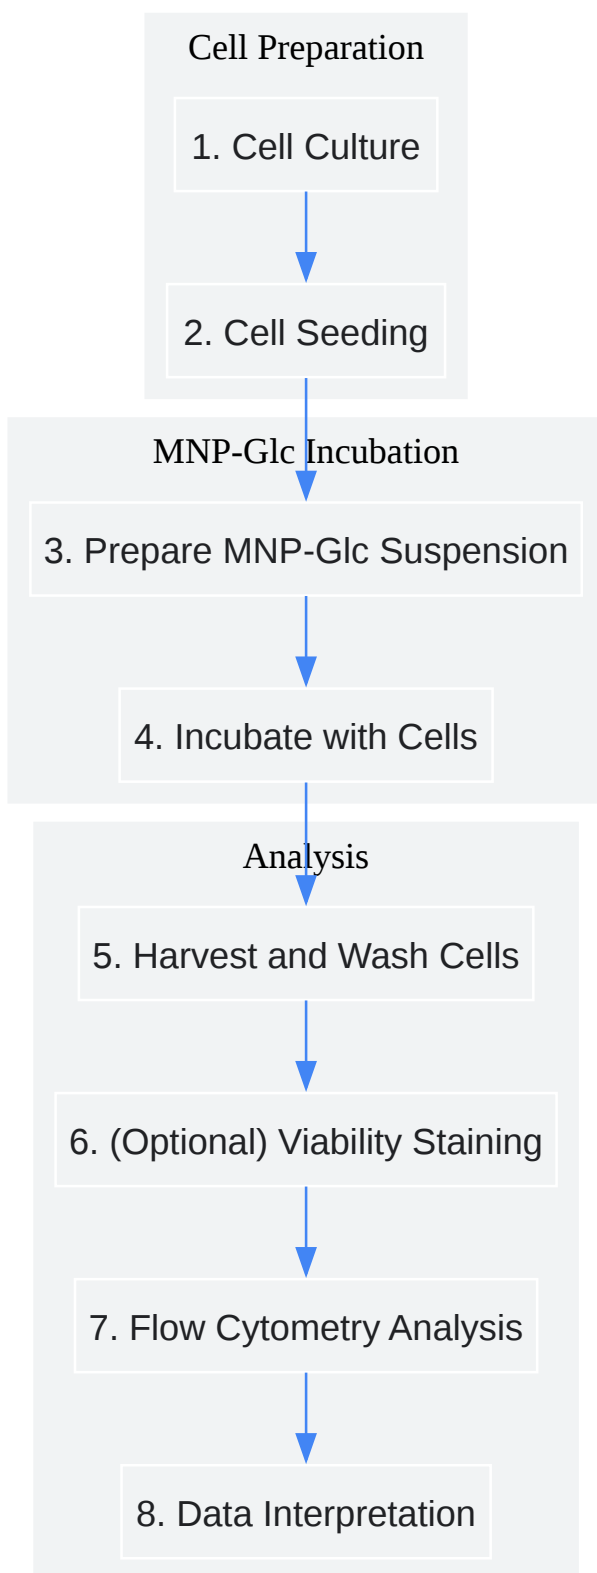 Cell Preparation
1. Cell Culture
2. Cell Seeding
MNP-Glc Incubation
3. Prepare MNP-Glc Suspension
4. Incubate with Cells
Analysis
5. Harvest and Wash Cells
6. (Optional) Viability Staining
7. Flow Cytometry Analysis
8. Data Interpretation